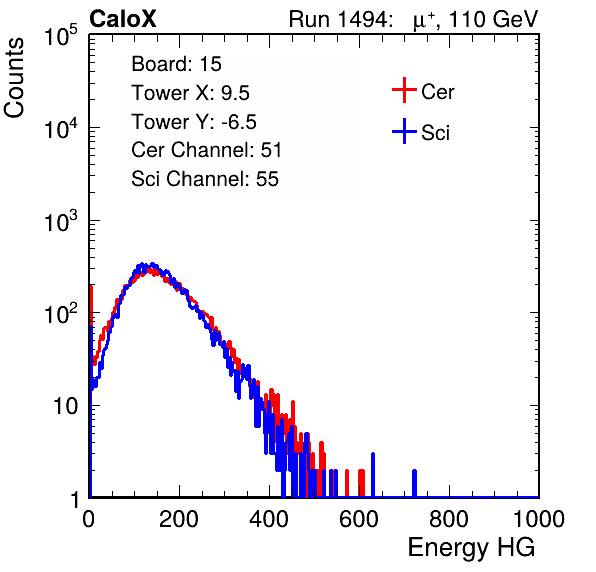 CaloX Run 1494: μ⁺, 110 GeV
Counts
Board: 15
Tower X: 9.5
Tower Y: -6.5
Cer Channel: 51
Sci Channel: 55
Cer
Sci
10⁵
10⁴
10³
10²
10
1
0 200 400 600 800 1000
Energy HG